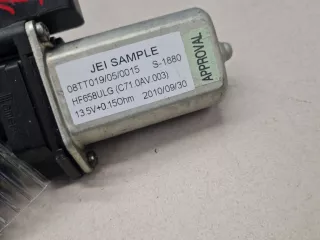 JEI SAMPLE
08TT019/05/0015 S-1680
HF658ULG (C71.0AV 003)
13.5V+0.15Ohm 2010/09/30
APPROVAL